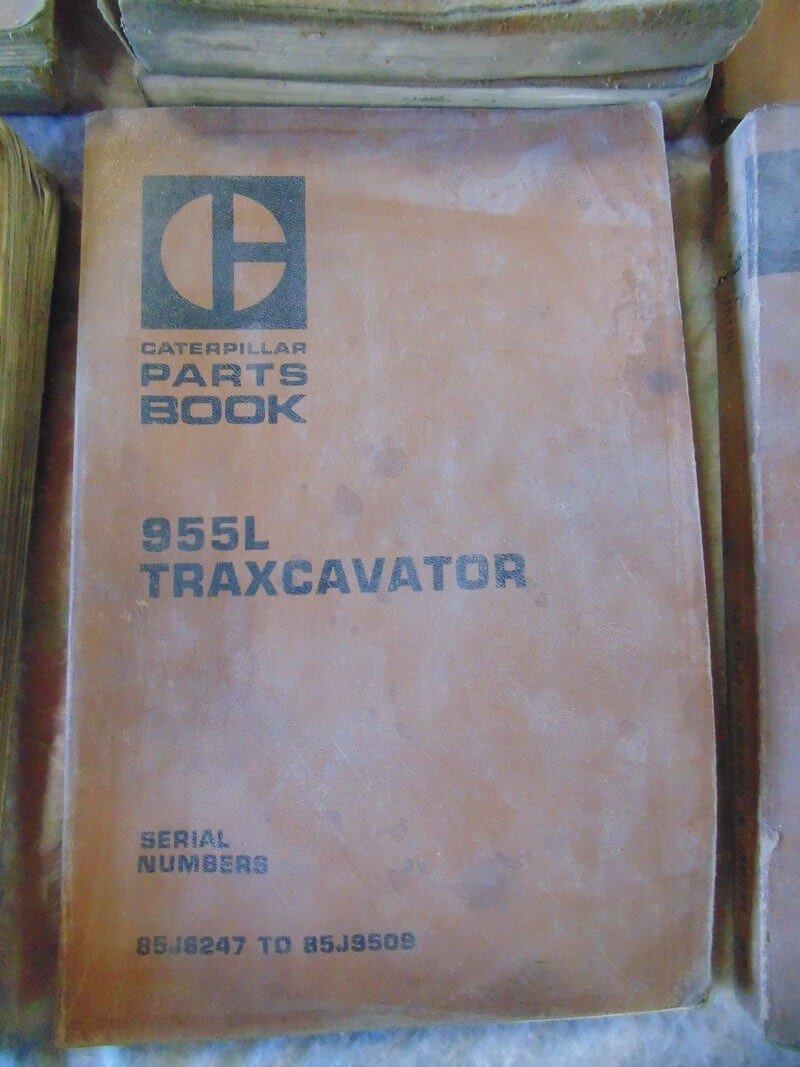 CATERPILLAR
PARTS
BOOK
955L
TRAXCAVATOR
SERIAL
NUMBERS
85J6247 TO 85J9509